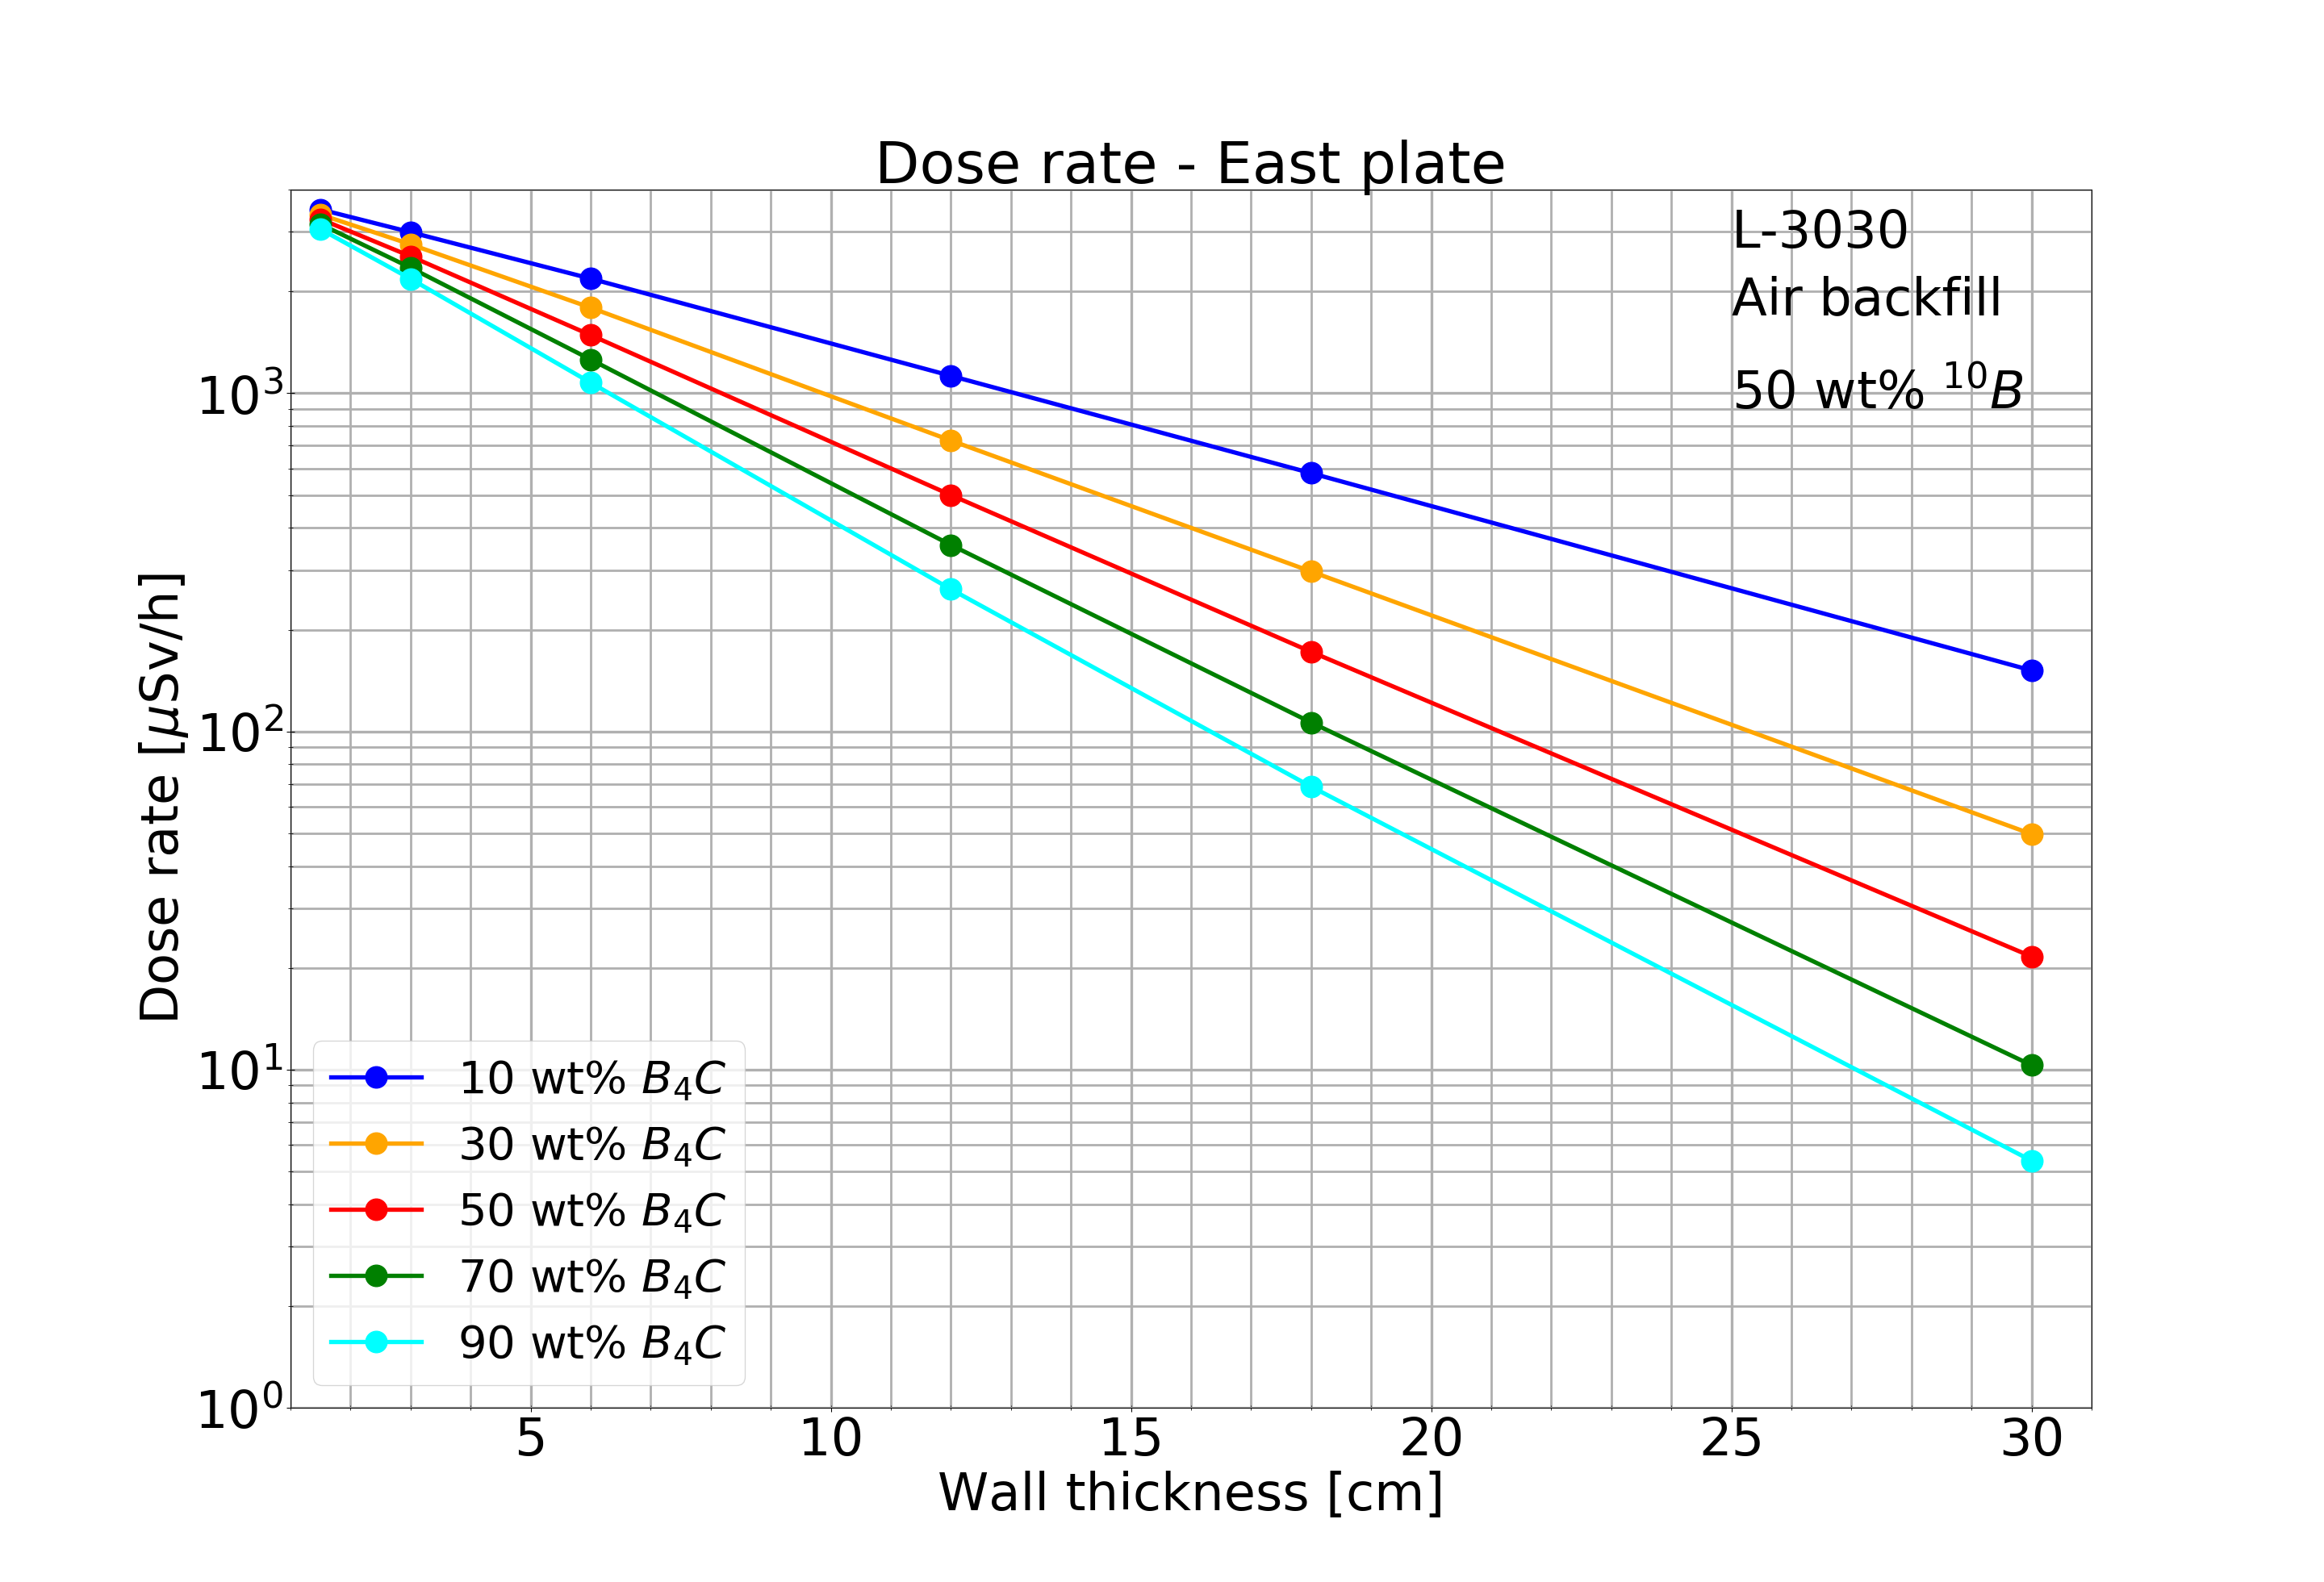 Dose rate - East plate
L-3030
Air backfill
50 wt% ¹⁰B
10³
10²
10¹
10⁰
Dose rate [μSv/h]
10 wt% B₄C
30 wt% B₄C
50 wt% B₄C
70 wt% B₄C
90 wt% B₄C
5 10 15 20 25 30
Wall thickness [cm]